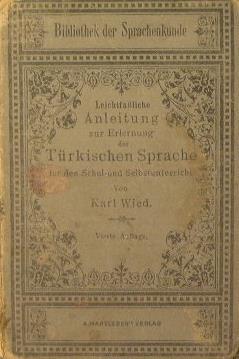 Bibliothek der Sprachenkunde
Leichtfaßliche
Anleitung
zur Erlernung
der
Türkischen Sprache
für den Schul-und Selbstunterricht
Von
Karl Wied.
Vierte Auflage.
A. HARTLEBEN'S VERLAG